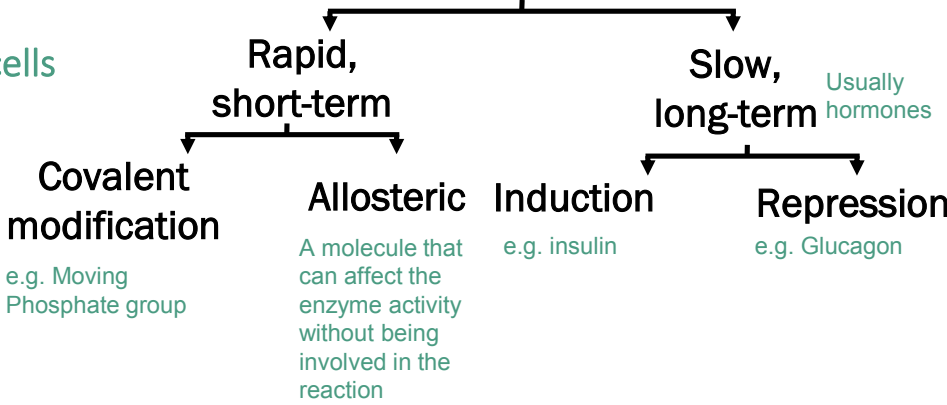 Rapid,
short-term
Slow,
long-term
Usually
hormones
Covalent
modification
e.g. Moving
Phosphate group
Allosteric
A molecule that
can affect the
enzyme activity
without being
involved in the
reaction
Induction
e.g. insulin
Repression
e.g. Glucagon